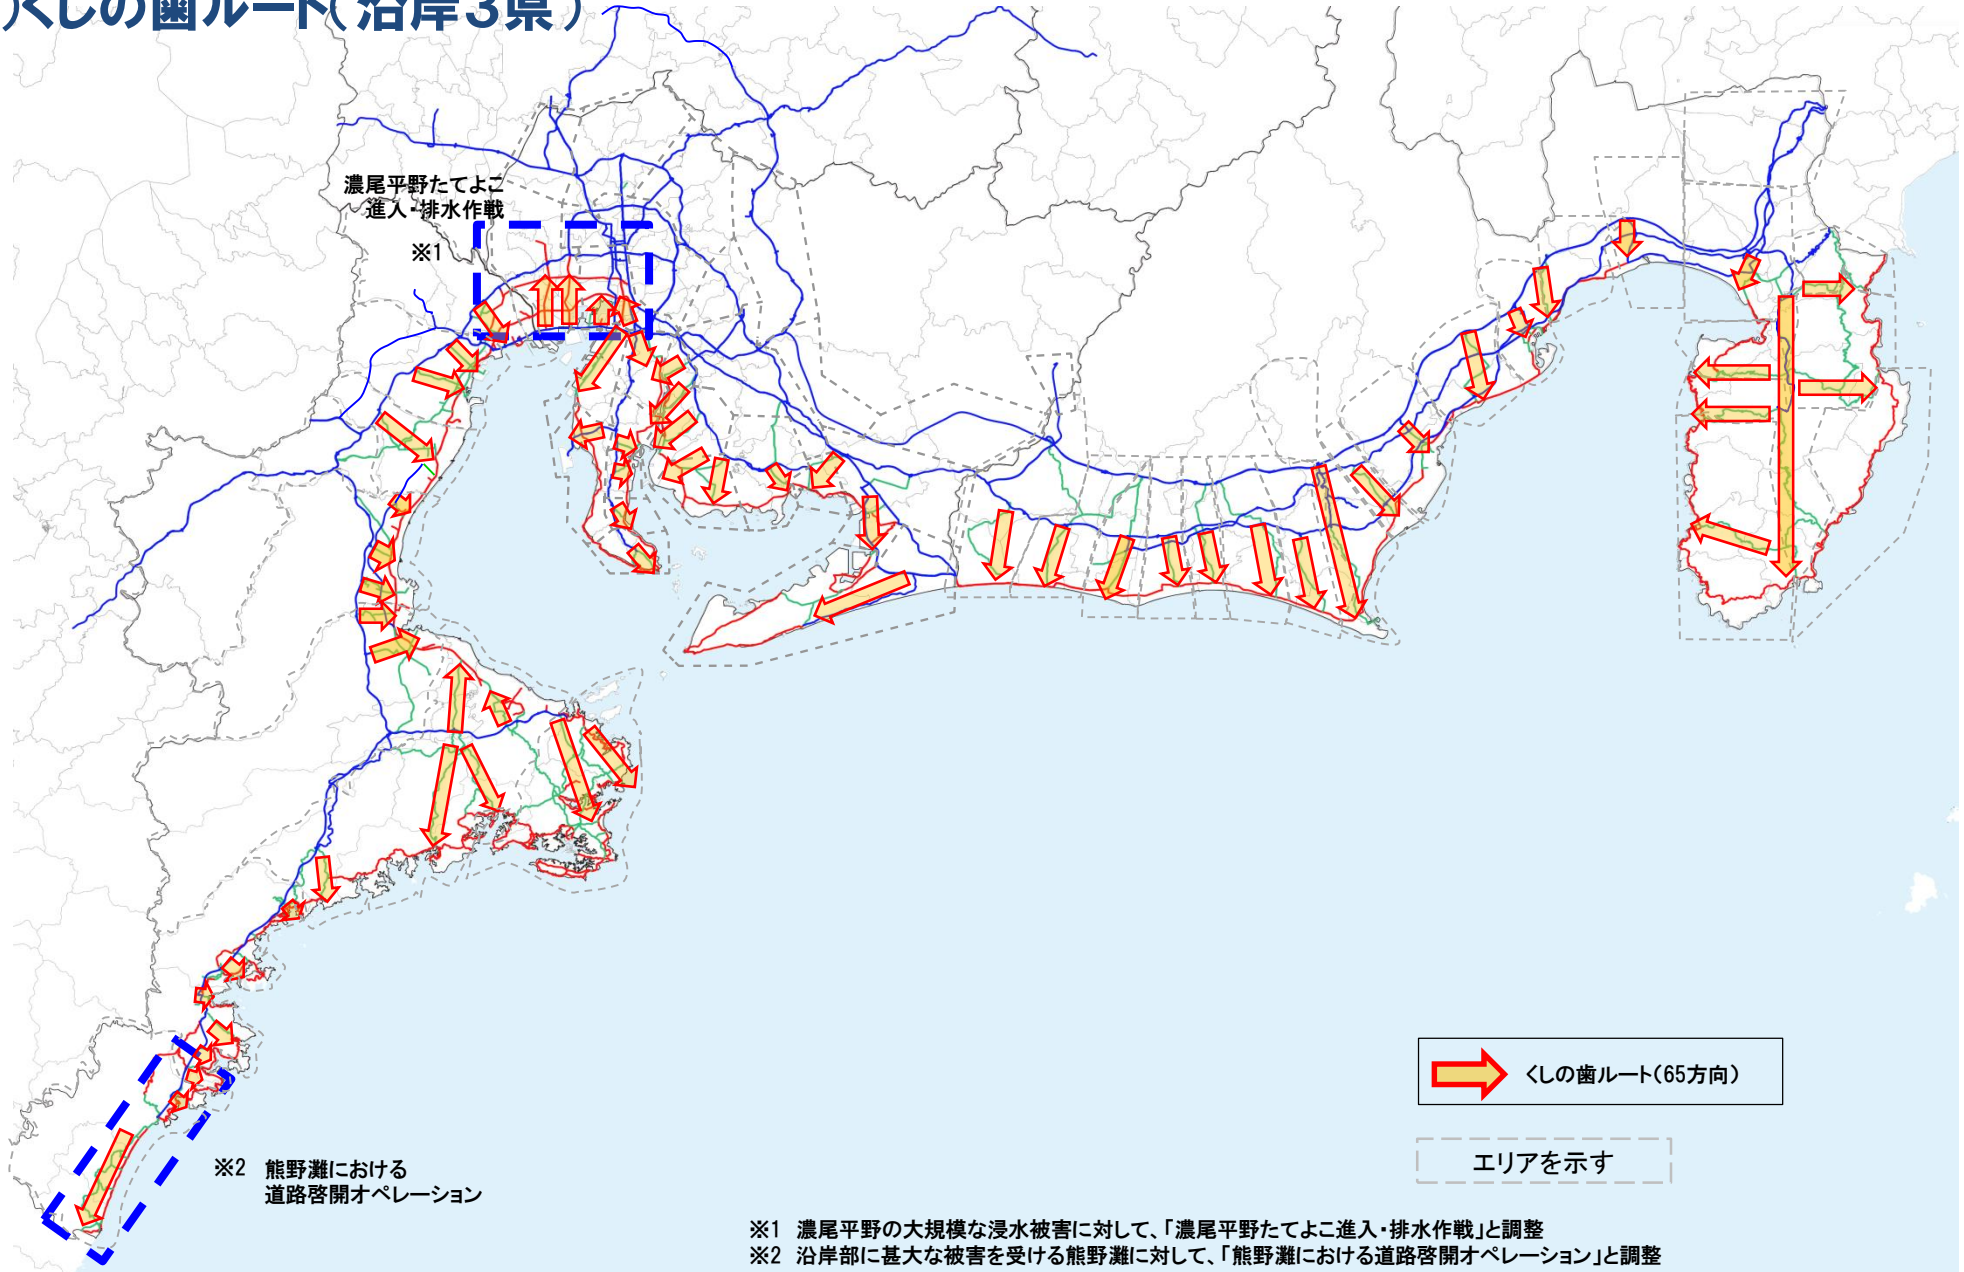 )くしの歯ルート(沿岸3県)
濃尾平野たてよこ
進入・排水作戦
※1
くしの歯ルート(65方向)
エリアを示す
※2 熊野灘における
道路啓開オペレーション
※1 濃尾平野の大規模な浸水被害に対して、「濃尾平野たてよこ進入・排水作戦」と調整
※2 沿岸部に甚大な被害を受ける熊野灘に対して、「熊野灘における道路啓開オペレーション」と調整